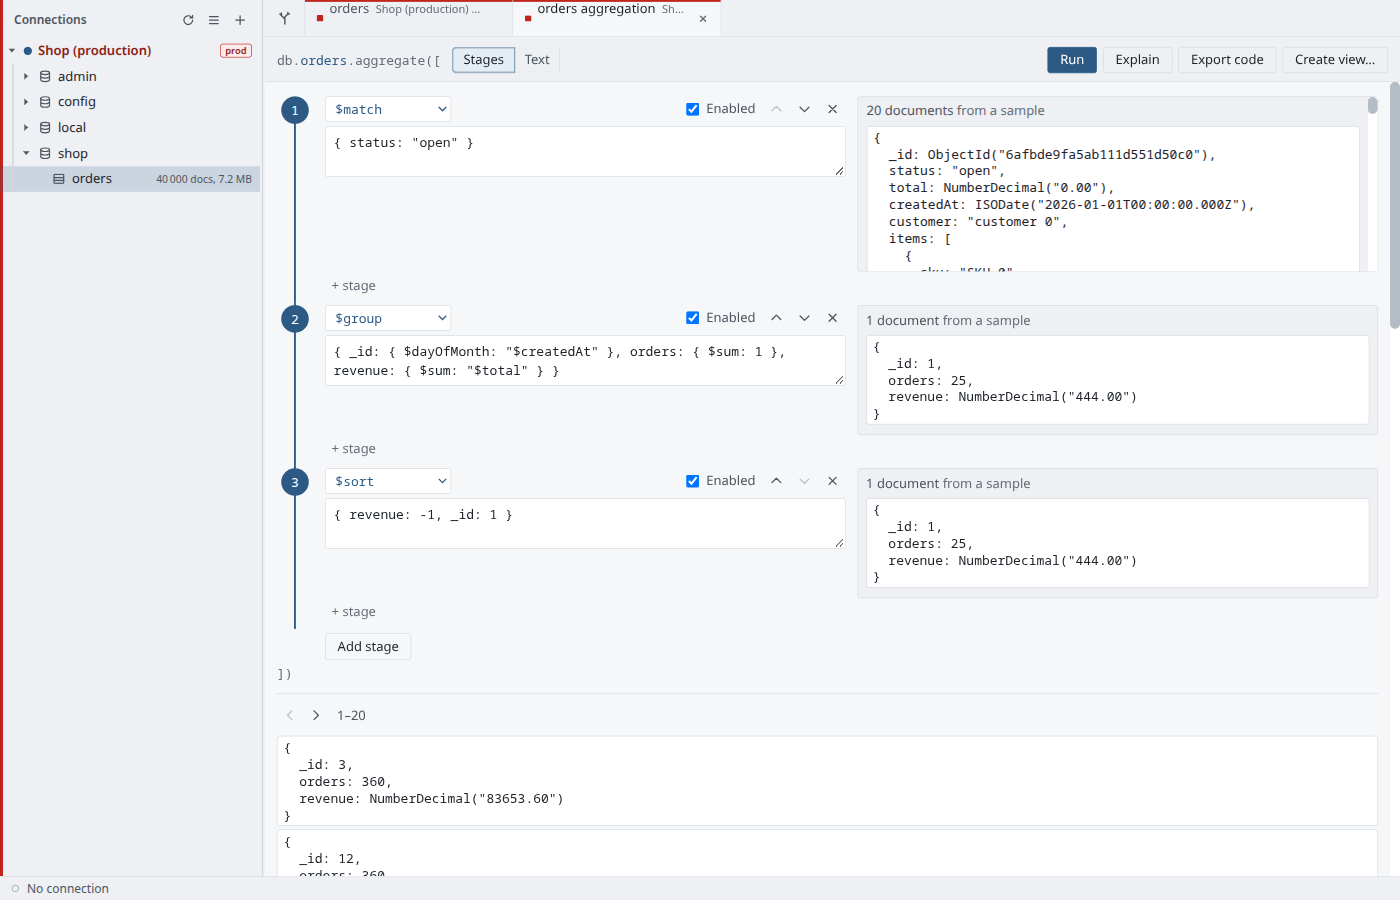 Connections
Shop (production) prod
admin
config
local
shop
orders 40 000 docs, 7.2 MB
orders Shop (production) ...
orders aggregation Sh... ×
db.orders.aggregate([ Stages Text Run Explain Export code Create view...
1 $match Enabled
{ status: "open" }
20 documents from a sample
{
_id: ObjectId("6afbde9fa5ab111d551d50c0"),
status: "open",
total: NumberDecimal("0.00"),
createdAt: ISODate("2026-01-01T00:00:00.000Z"),
customer: "customer 0",
items: [
{
sku: "SKU-0"
+ stage
2 $group Enabled
{ _id: { $dayOfMonth: "$createdAt" }, orders: { $sum: 1 },
revenue: { $sum: "$total" } }
1 document from a sample
{
_id: 1,
orders: 25,
revenue: NumberDecimal("444.00")
}
+ stage
3 $sort Enabled
{ revenue: -1, _id: 1 }
1 document from a sample
{
_id: 1,
orders: 25,
revenue: NumberDecimal("444.00")
}
+ stage
Add stage
])
1–20
{
_id: 3,
orders: 360,
revenue: NumberDecimal("83653.60")
}
{
_id: 12,
orders: 360
No connection